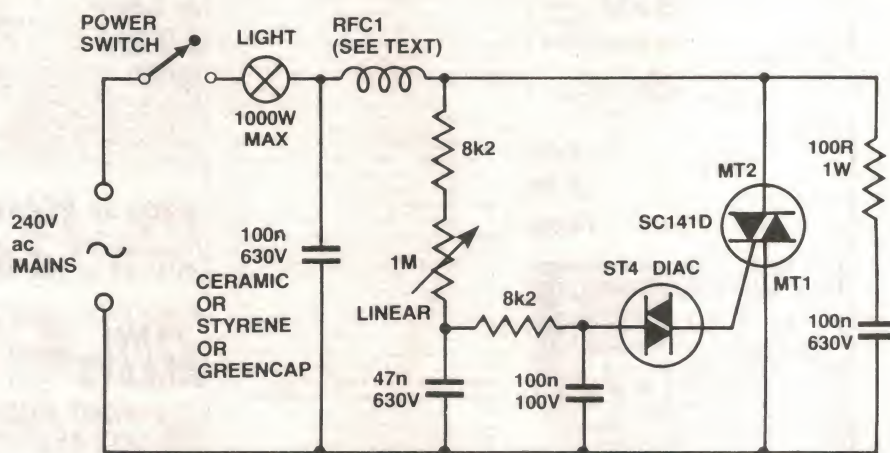 POWER
SWITCH
LIGHT
1000W
MAX
RFC1
(SEE TEXT)
240V
ac
MAINS
100n
630V
CERAMIC
OR
STYRENE
OR
GREENCAP
8k2
1M
LINEAR
8k2
47n
630V
100n
100V
ST4 DIAC
MT2
SC141D
MT1
100R
1W
100n
630V